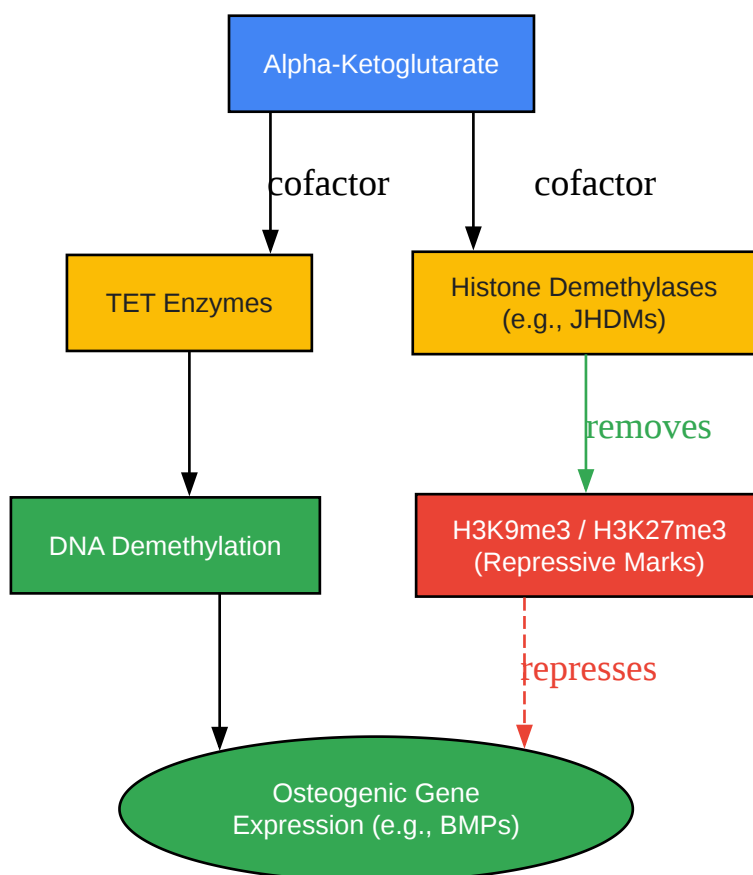 Alpha-Ketoglutarate
cofactor
cofactor
TET Enzymes
Histone Demethylases
(e.g., JHDMs)
removes
DNA Demethylation
H3K9me3 / H3K27me3
(Repressive Marks)
represses
Osteogenic Gene
Expression (e.g., BMPs)